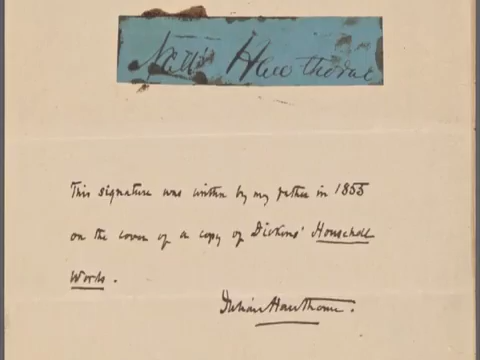 Nath'l Hawthorne
This signature was written by my father in 1855
on the cover of a copy of Dickens' Household
Words.
Julian Hawthorne.